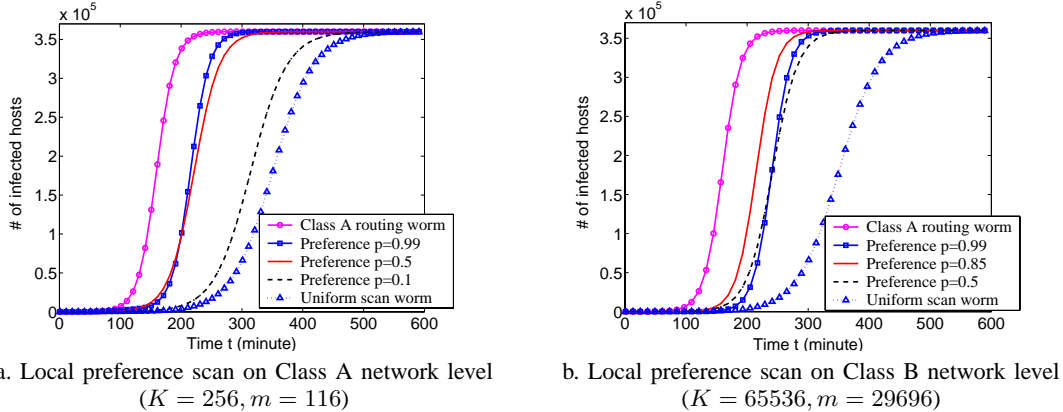 x 10^5
3.5
3
2.5
2
1.5
1
0.5
0
# of infected hosts
0 100 200 300 400 500 600
Time t (minute)
Class A routing worm
Preference p=0.99
Preference p=0.5
Preference p=0.1
Uniform scan worm
a. Local preference scan on Class A network level
(K = 256, m = 116)
x 10^5
3.5
3
2.5
2
1.5
1
0.5
0
# of infected hosts
0 100 200 300 400 500 600
Time t (minute)
Class A routing worm
Preference p=0.99
Preference p=0.85
Preference p=0.5
Uniform scan worm
b. Local preference scan on Class B network level
(K = 65536, m = 29696)